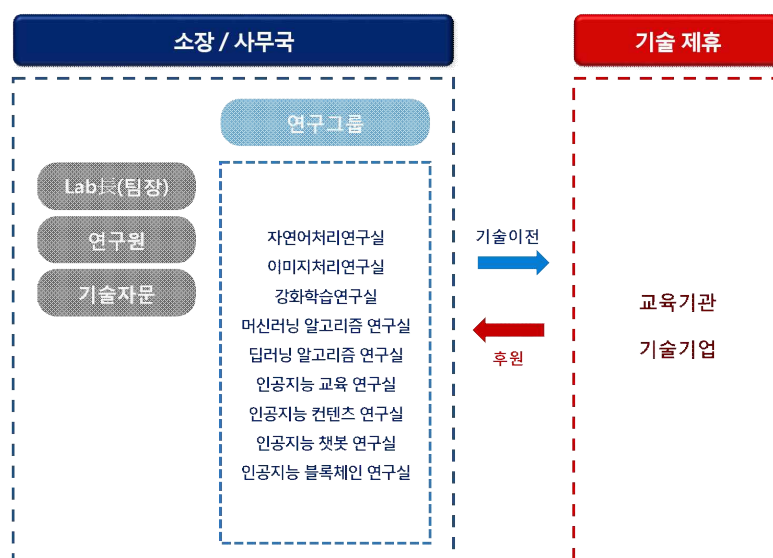 소장 / 사무국
기술 제휴
연구그룹
Lab長(팀장)
연구원
기술자문
자연어처리연구실
이미지처리연구실
강화학습연구실
머신러닝 알고리즘 연구실
딥러닝 알고리즘 연구실
인공지능 교육 연구실
인공지능 컨텐츠 연구실
인공지능 챗봇 연구실
인공지능 블록체인 연구실
기술이전
후원
교육기관
기술기업